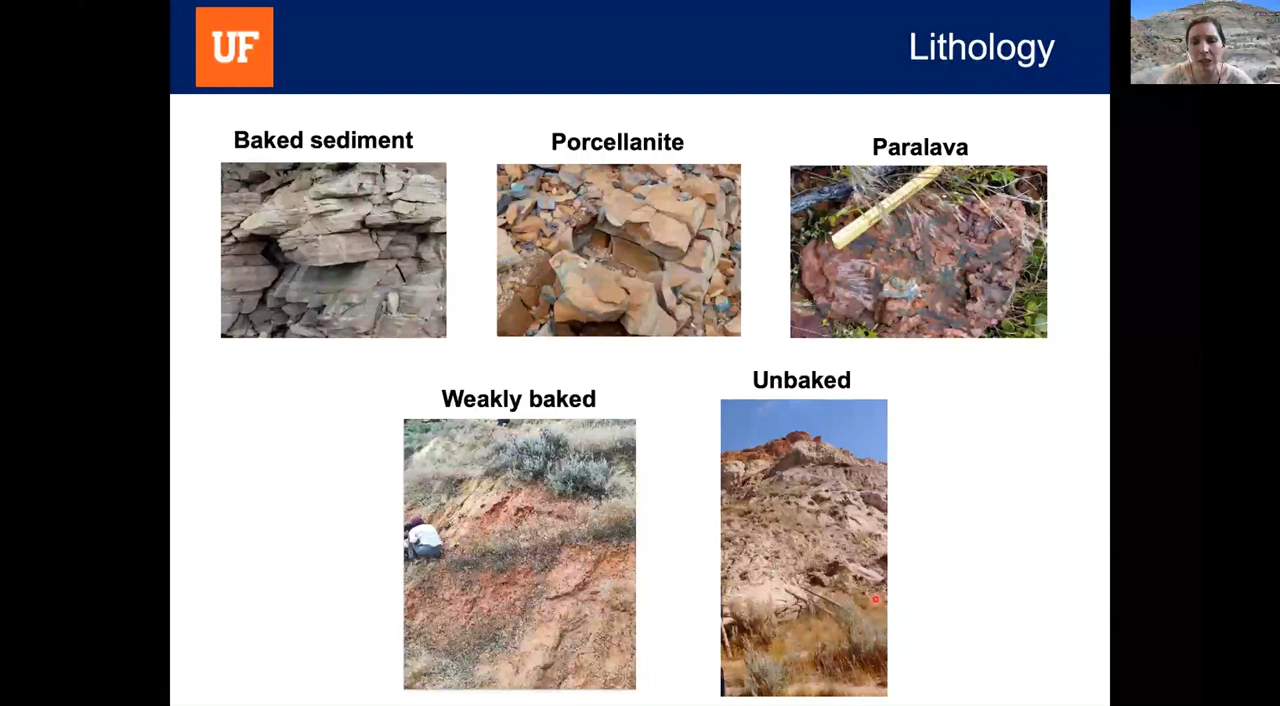 UF
Lithology
Baked sediment
Porcellanite
Paralava
Weakly baked
Unbaked